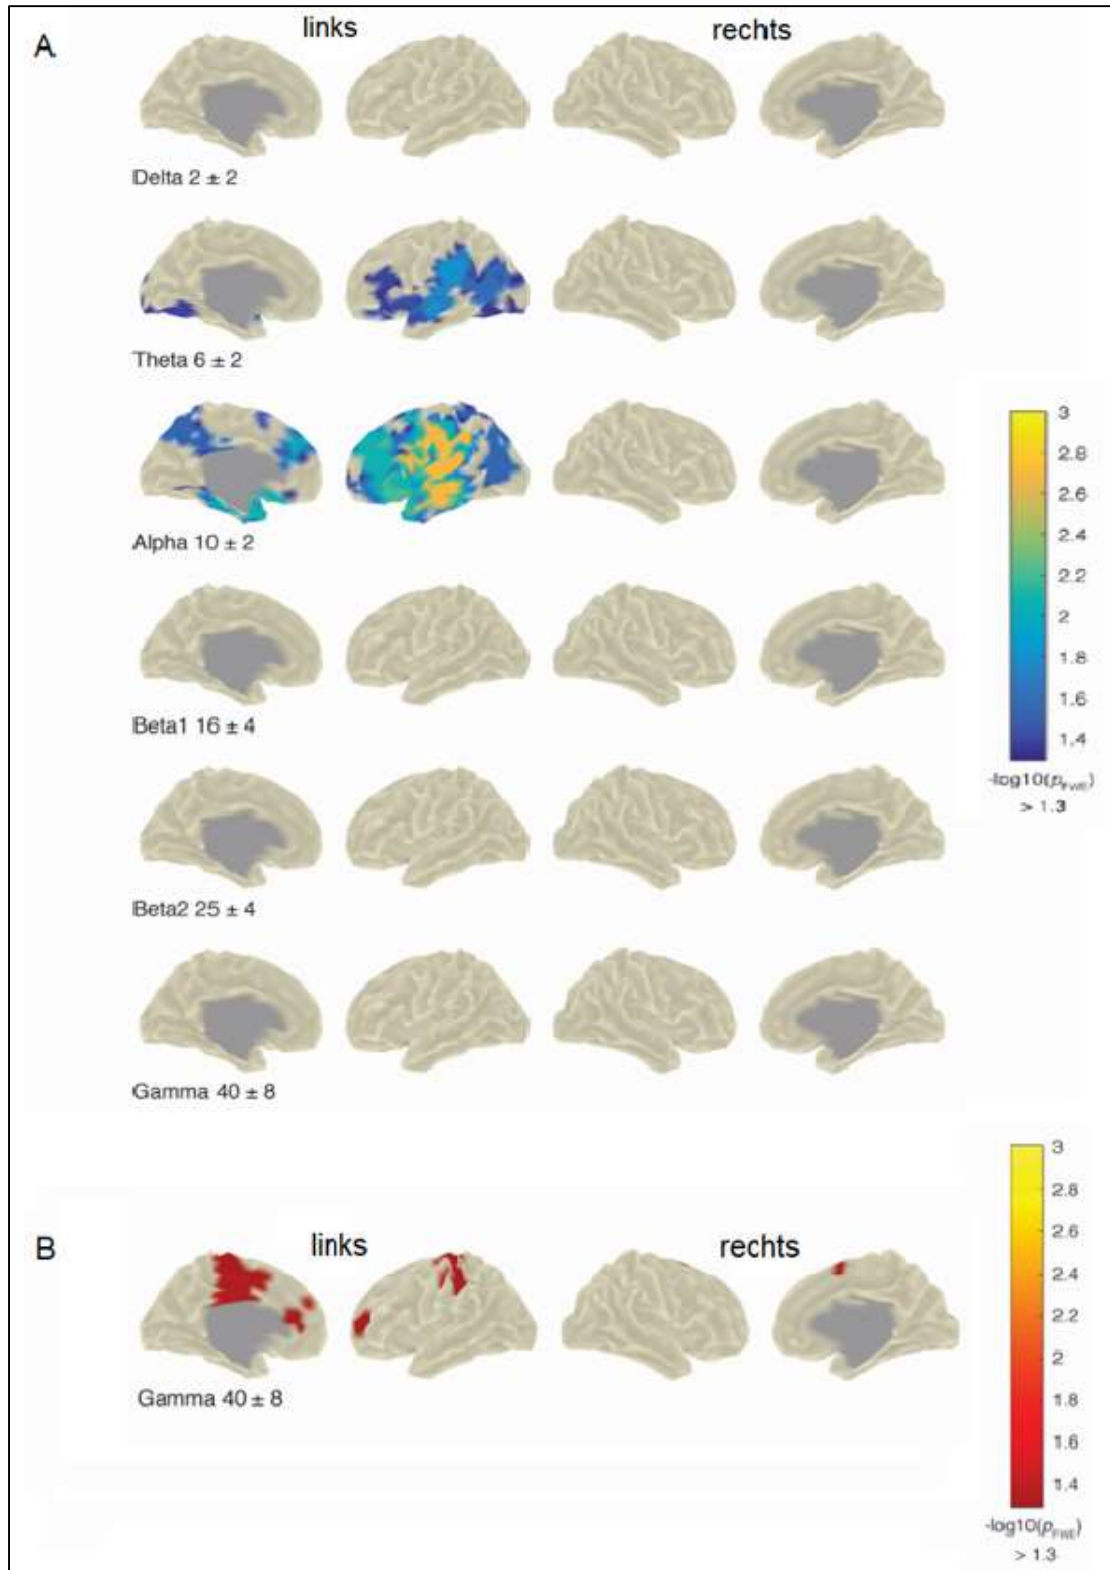 A
links
rechts
Delta 2 ± 2
Theta 6 ± 2
Alpha 10 ± 2
Beta1 16 ± 4
Beta2 25 ± 4
Gamma 40 ± 8
3
2.8
2.6
2.4
2.2
2
1.8
1.6
1.4
-log10(pFWE)
> 1.3
B
links
rechts
Gamma 40 ± 8
3
2.8
2.6
2.4
2.2
2
1.8
1.6
1.4
-log10(pFWE)
> 1.3